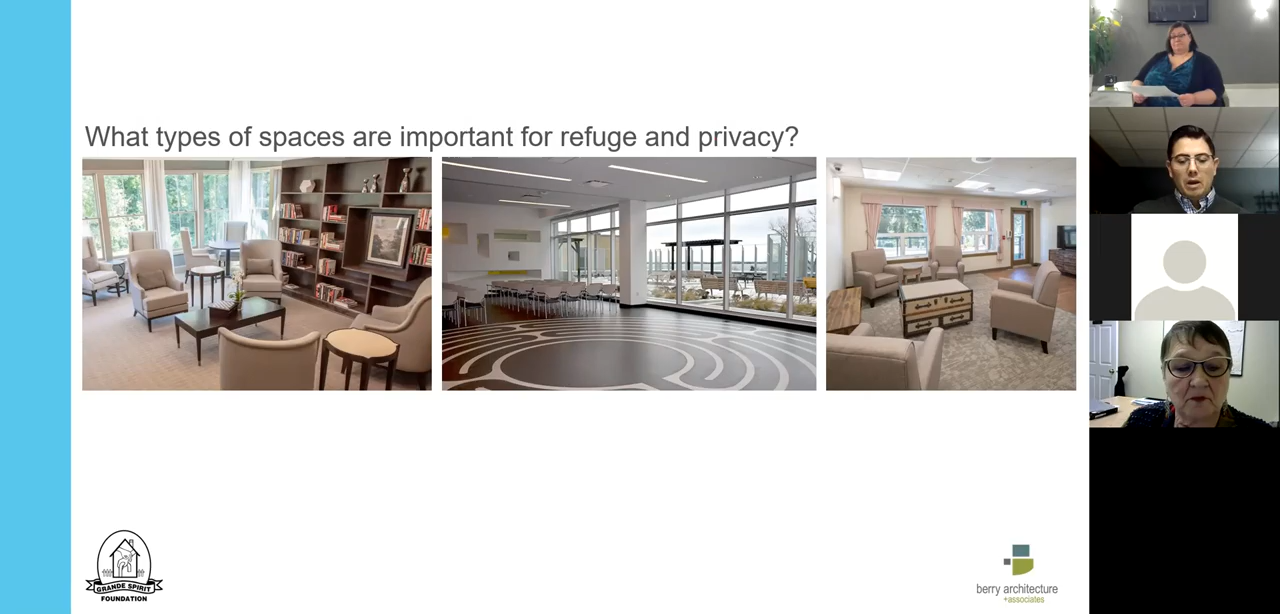 What types of spaces are important for refuge and privacy?
GRANDE SPIRIT
FOUNDATION
berry architecture
+associates